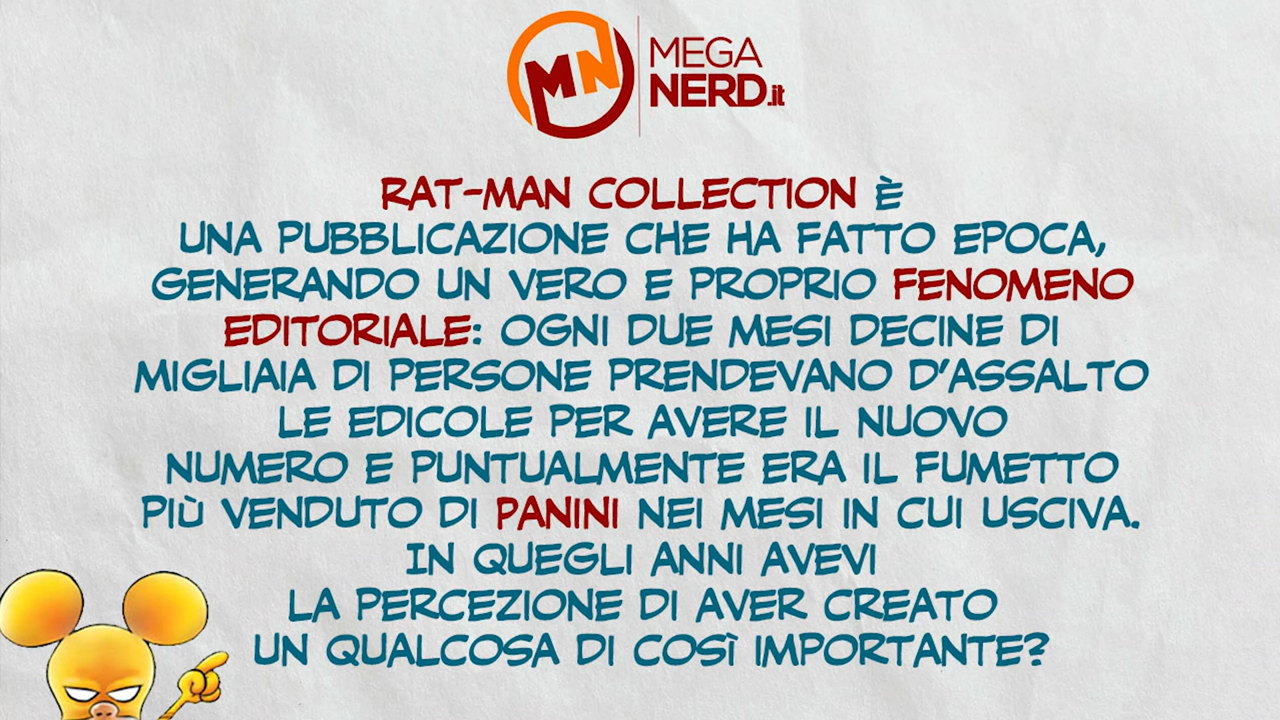 MN
MEGA
NERD.it
RAT-MAN COLLECTION È
UNA PUBBLICAZIONE CHE HA FATTO EPOCA,
GENERANDO UN VERO E PROPRIO FENOMENO
EDITORIALE: OGNI DUE MESI DECINE DI
MIGLIAIA DI PERSONE PRENDEVANO D'ASSALTO
LE EDICOLE PER AVERE IL NUOVO
NUMERO E PUNTUALMENTE ERA IL FUMETTO
PIÙ VENDUTO DI PANINI NEI MESI IN CUI USCIVA.
IN QUEGLI ANNI AVEVI
LA PERCEZIONE DI AVER CREATO
UN QUALCOSA DI COSÌ IMPORTANTE?